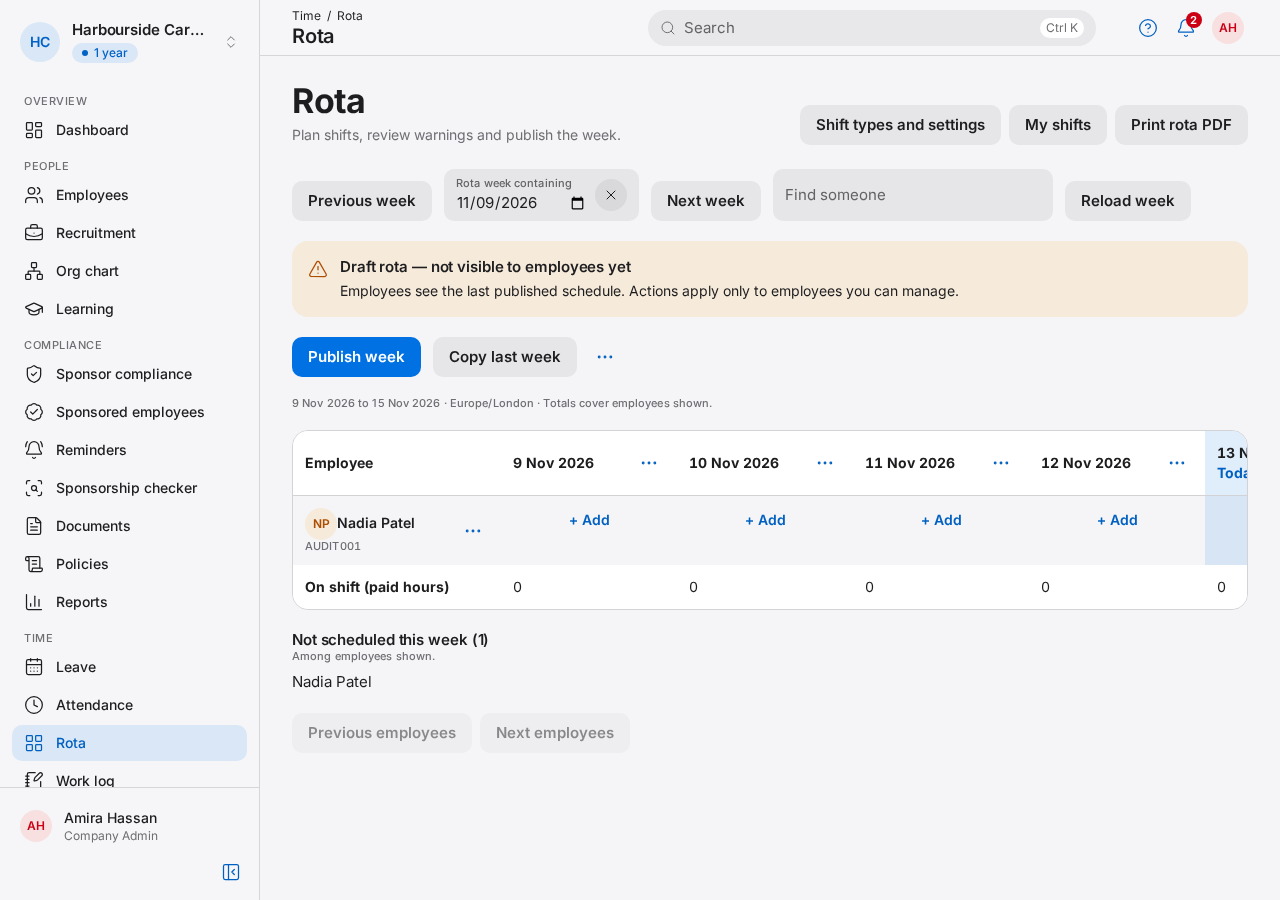 HC
Harbourside Car...
1 year
OVERVIEW
Dashboard
PEOPLE
Employees
Recruitment
Org chart
Learning
COMPLIANCE
Sponsor compliance
Sponsored employees
Reminders
Sponsorship checker
Documents
Policies
Reports
TIME
Leave
Attendance
Rota
Work log
AH
Amira Hassan
Company Admin
Time / Rota
Rota
Search
Ctrl K
2
AH
Rota
Plan shifts, review warnings and publish the week.
Shift types and settings
My shifts
Print rota PDF
Previous week
Rota week containing
11/09/2026
Next week
Find someone
Reload week
Draft rota — not visible to employees yet
Employees see the last published schedule. Actions apply only to employees you can manage.
Publish week
Copy last week
9 Nov 2026 to 15 Nov 2026 · Europe/London · Totals cover employees shown.
Employee 9 Nov 2026 10 Nov 2026 11 Nov 2026 12 Nov 2026 13 N
Toda
NP Nadia Patel + Add + Add + Add + Add
AUDIT001
On shift (paid hours) 0 0 0 0 0
Not scheduled this week (1)
Among employees shown.
Nadia Patel
Previous employees
Next employees